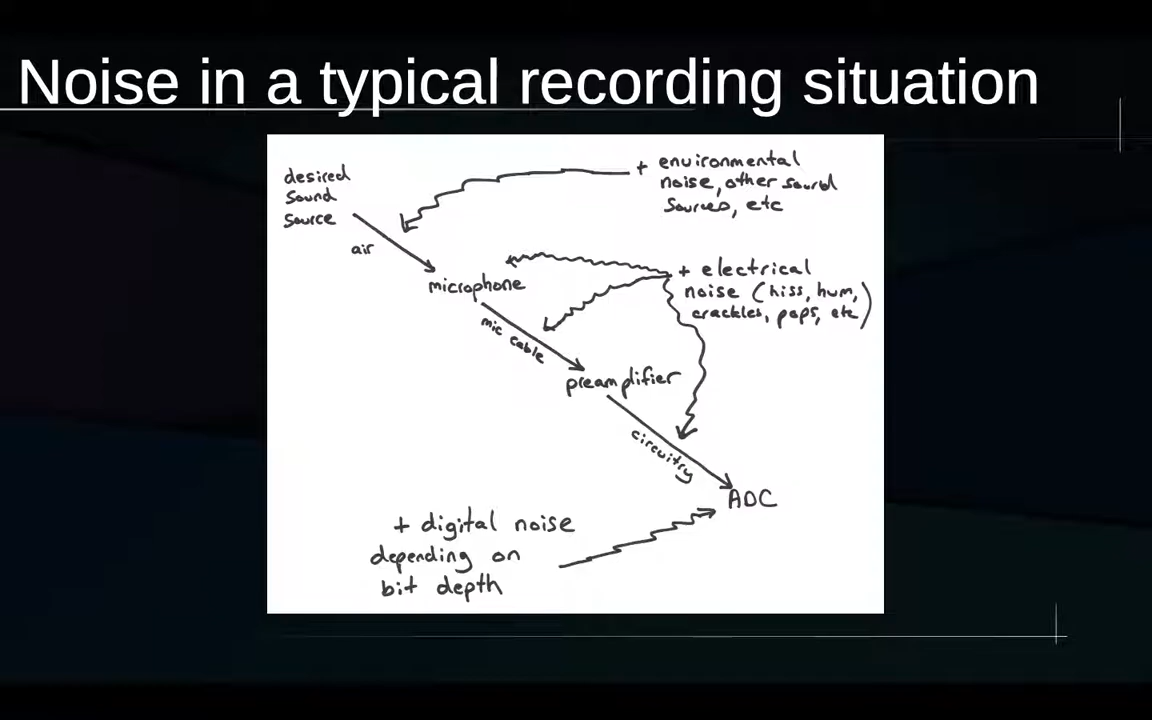 Noise in a typical recording situation
desired
sound
source
+ environmental
noise, other sound
sources, etc
air
microphone
+ electrical
noise (hiss, hum,
crackles, pops, etc)
mic cable
preamplifier
circuitry
ADC
+ digital noise
depending on
bit depth